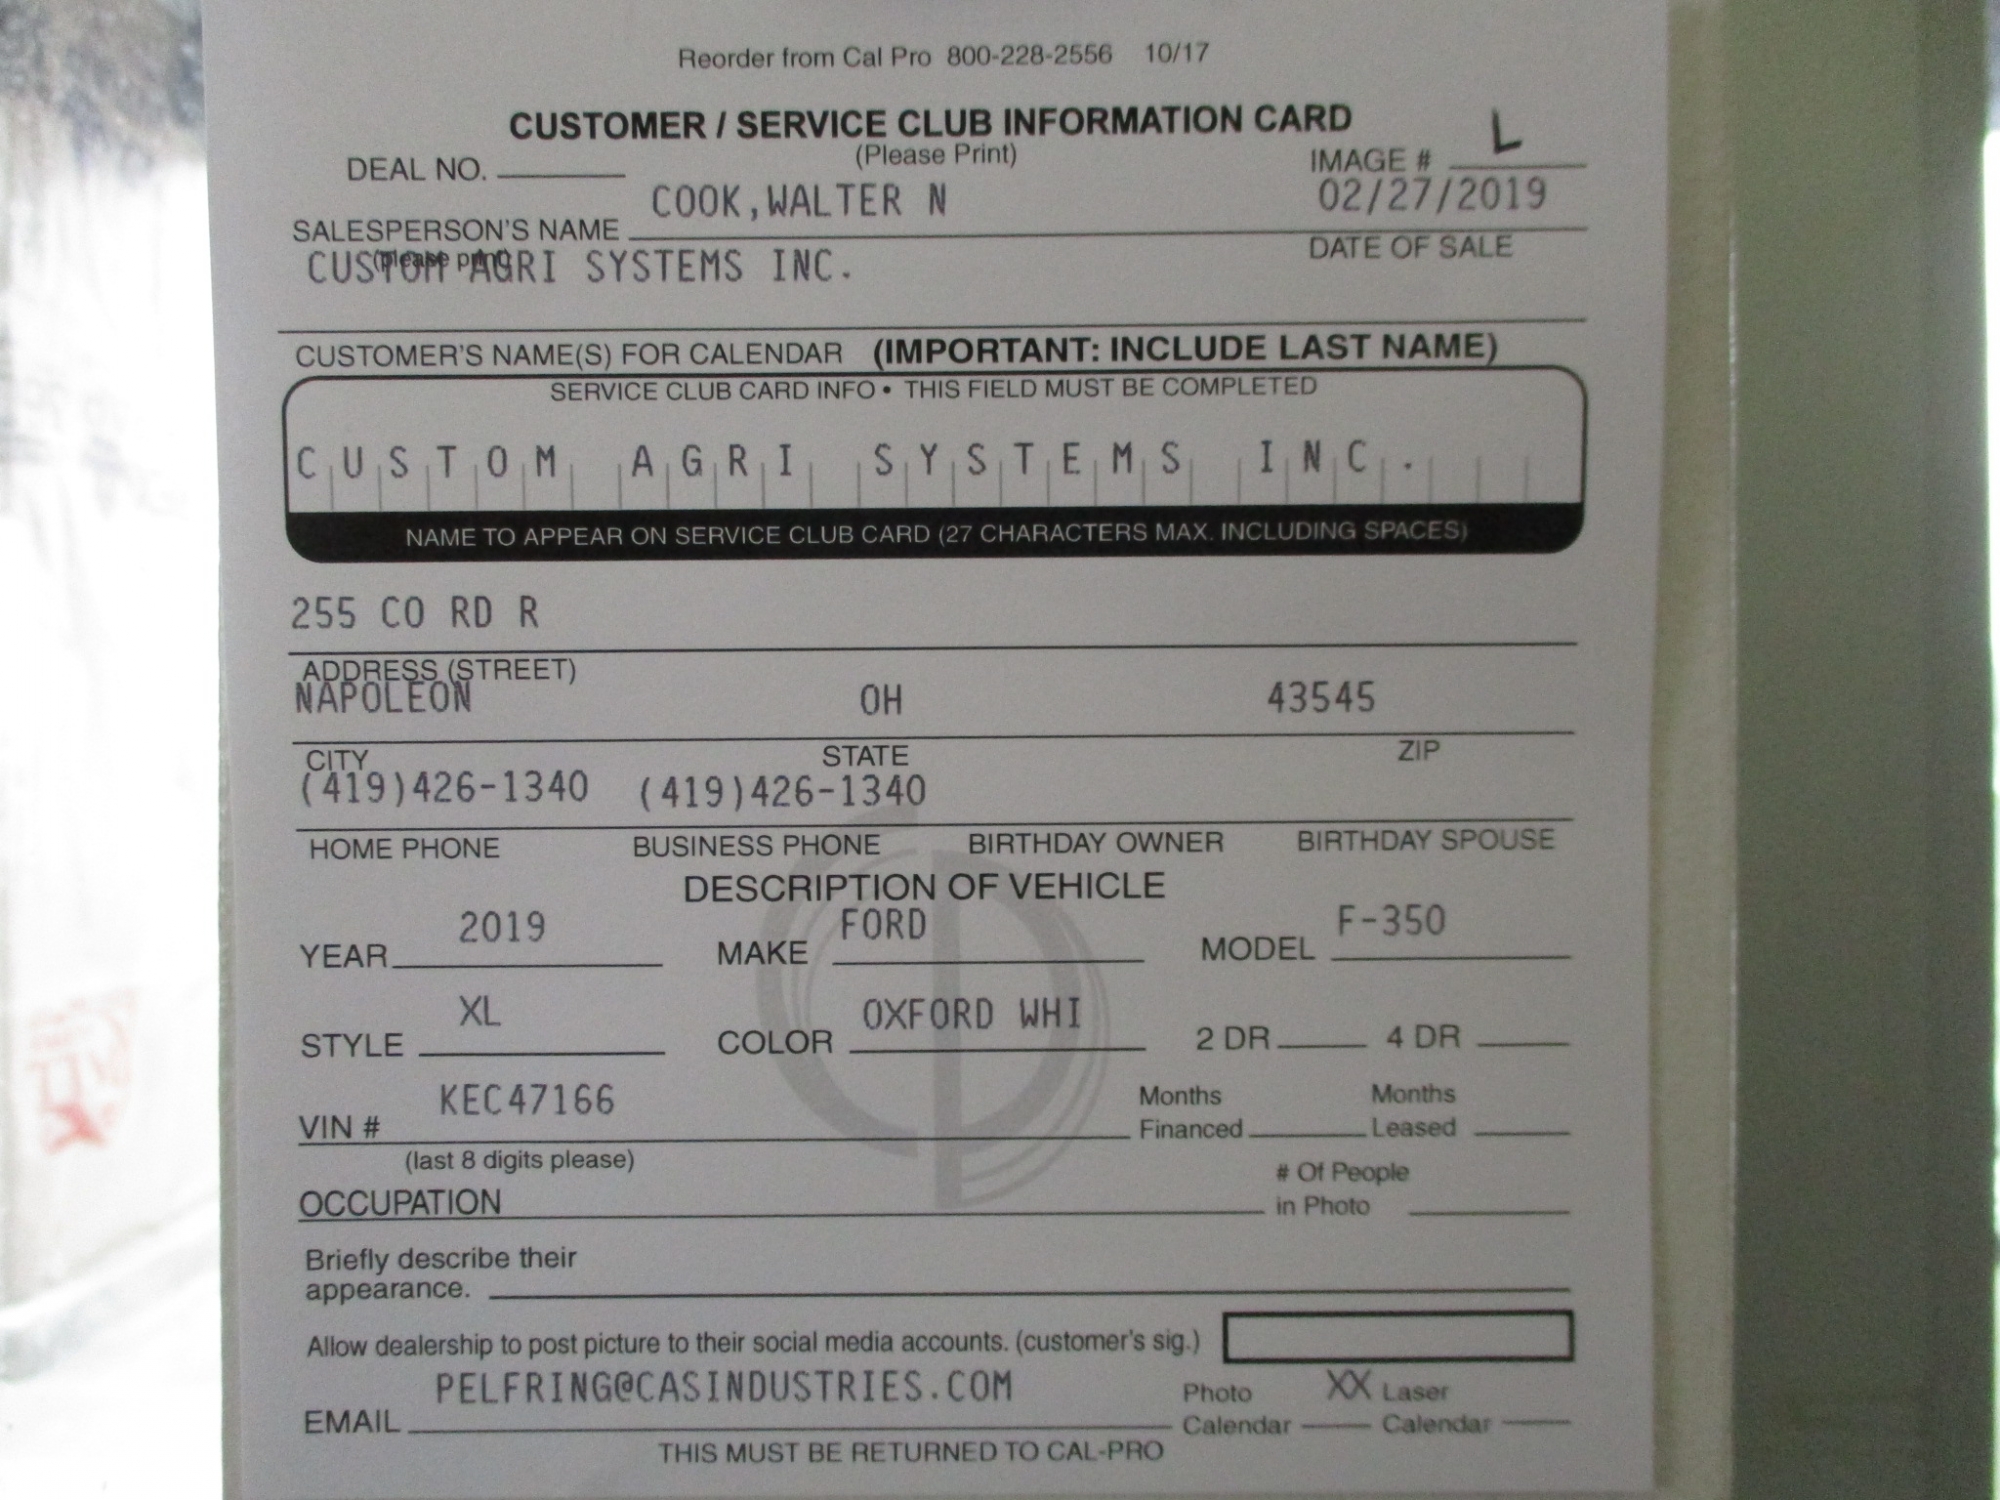 Reorder from Cal Pro 800-228-2556 10/17
CUSTOMER / SERVICE CLUB INFORMATION CARD
(Please Print)
L
DEAL NO.
IMAGE #
COOK,WALTER N
02/27/2019
SALESPERSON'S NAME
DATE OF SALE
(please print)
CUSTOM AGRI SYSTEMS INC.
CUSTOMER'S NAME(S) FOR CALENDAR (IMPORTANT: INCLUDE LAST NAME)
SERVICE CLUB CARD INFO • THIS FIELD MUST BE COMPLETED
CUSTOM AGRI SYSTEMS INC.
NAME TO APPEAR ON SERVICE CLUB CARD (27 CHARACTERS MAX. INCLUDING SPACES)
255 CO RD R
ADDRESS (STREET)
NAPOLEON OH 43545
CITY STATE ZIP
(419)426-1340 (419)426-1340
HOME PHONE BUSINESS PHONE BIRTHDAY OWNER BIRTHDAY SPOUSE
DESCRIPTION OF VEHICLE
2019 FORD F-350
YEAR MAKE MODEL
XL OXFORD WHI
STYLE COLOR 2 DR 4 DR
KEC47166
VIN #
Months Financed
Months Leased
(last 8 digits please)
OCCUPATION
# Of People
in Photo
Briefly describe their
appearance.
Allow dealership to post picture to their social media accounts. (customer's sig.)
PELFRING@CASINDUSTRIES.COM
EMAIL
Photo Calendar
XX Laser Calendar
THIS MUST BE RETURNED TO CAL-PRO